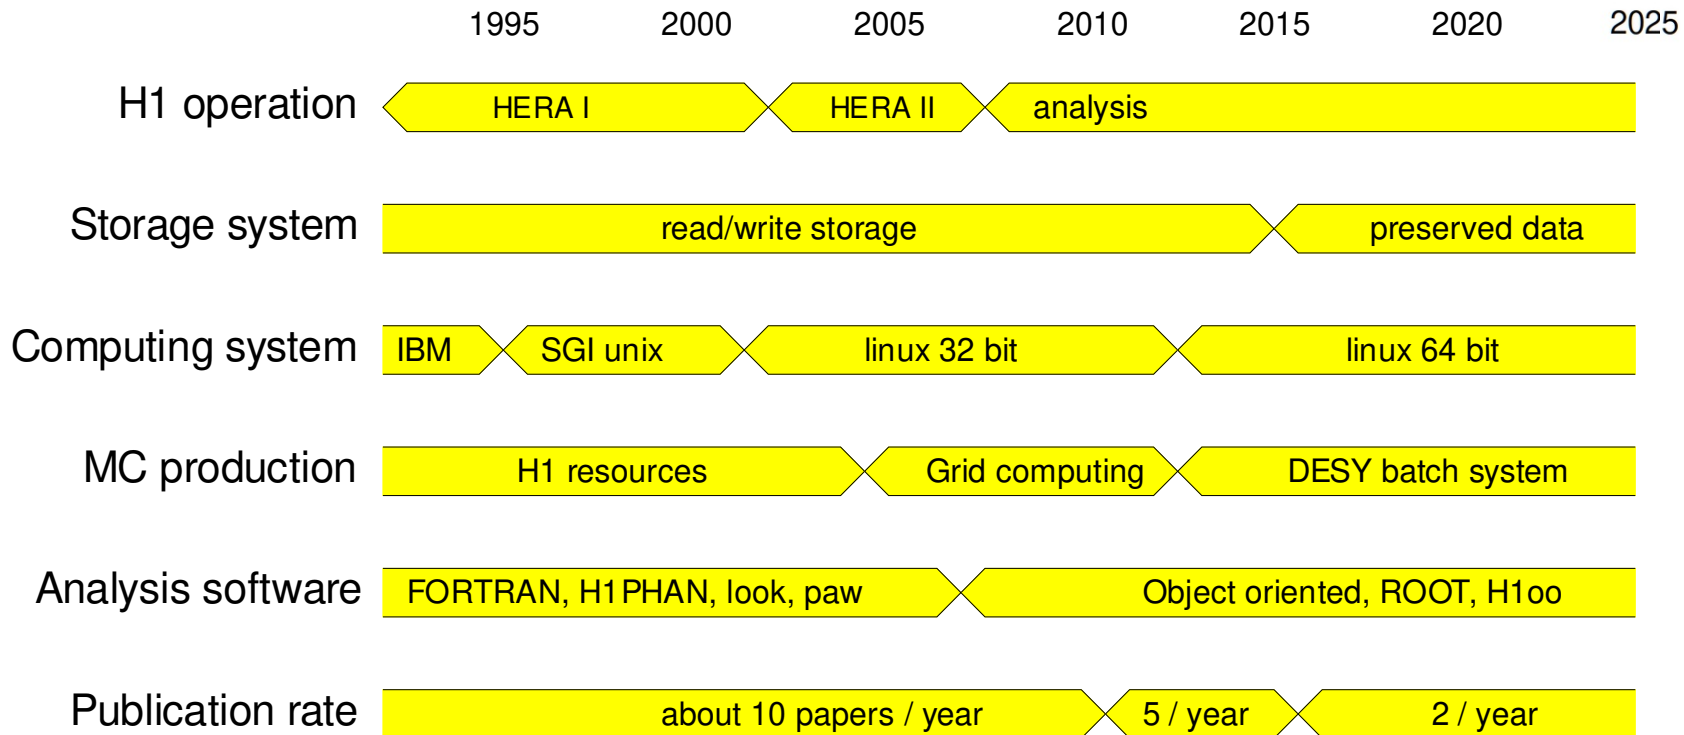 1995 2000 2005 2010 2015 2020 2025
H1 operation HERA I HERA II analysis
Storage system read/write storage preserved data
Computing system IBM SGI unix linux 32 bit linux 64 bit
MC production H1 resources Grid computing DESY batch system
Analysis software FORTRAN, H1PHAN, look, paw Object oriented, ROOT, H1oo
Publication rate about 10 papers / year 5 / year 2 / year